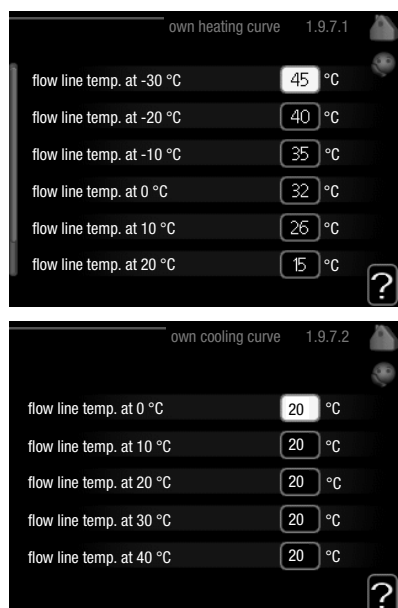 own heating curve 1.9.7.1
flow line temp. at -30 °C 45 °C
flow line temp. at -20 °C 40 °C
flow line temp. at -10 °C 35 °C
flow line temp. at 0 °C 32 °C
flow line temp. at 10 °C 26 °C
flow line temp. at 20 °C 15 °C
?
own cooling curve 1.9.7.2
flow line temp. at 0 °C 20 °C
flow line temp. at 10 °C 20 °C
flow line temp. at 20 °C 20 °C
flow line temp. at 30 °C 20 °C
flow line temp. at 40 °C 20 °C
?